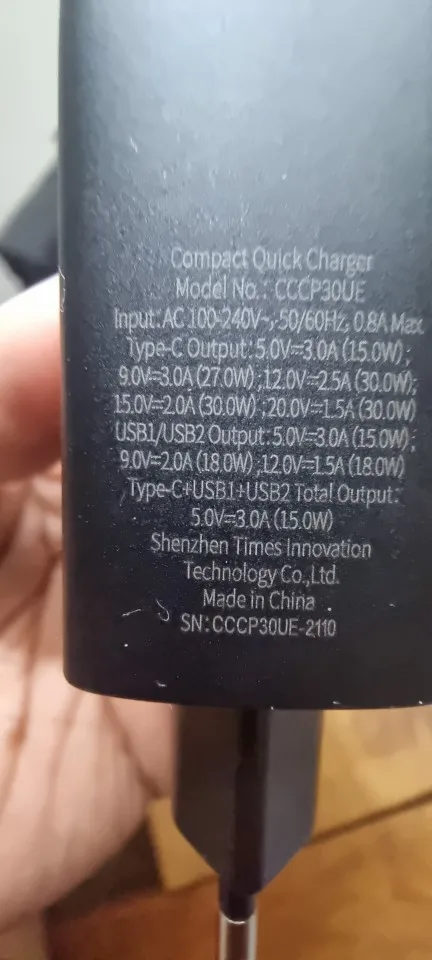 Compact Quick Charger
Model No.: CCCP30UE
Input:AC 100-240V~, 50/60Hz, 0.8A Max.
Type-C Output:5.0V⎓3.0A (15.0W) ;
9.0V⎓3.0A (27.0W) ;12.0V⎓2.5A (30.0W);
15.0V⎓2.0A (30.0W) ;20.0V⎓1.5A (30.0W)
USB1/USB2 Output:5.0V⎓3.0A (15.0W) ;
9.0V⎓2.0A (18.0W) ;12.0V⎓1.5A (18.0W)
Type-C+USB1+USB2 Total Output:
5.0V⎓3.0A (15.0W)
Shenzhen Times Innovation
Technology Co.,Ltd.
Made in China
SN:CCCP30UE-2110